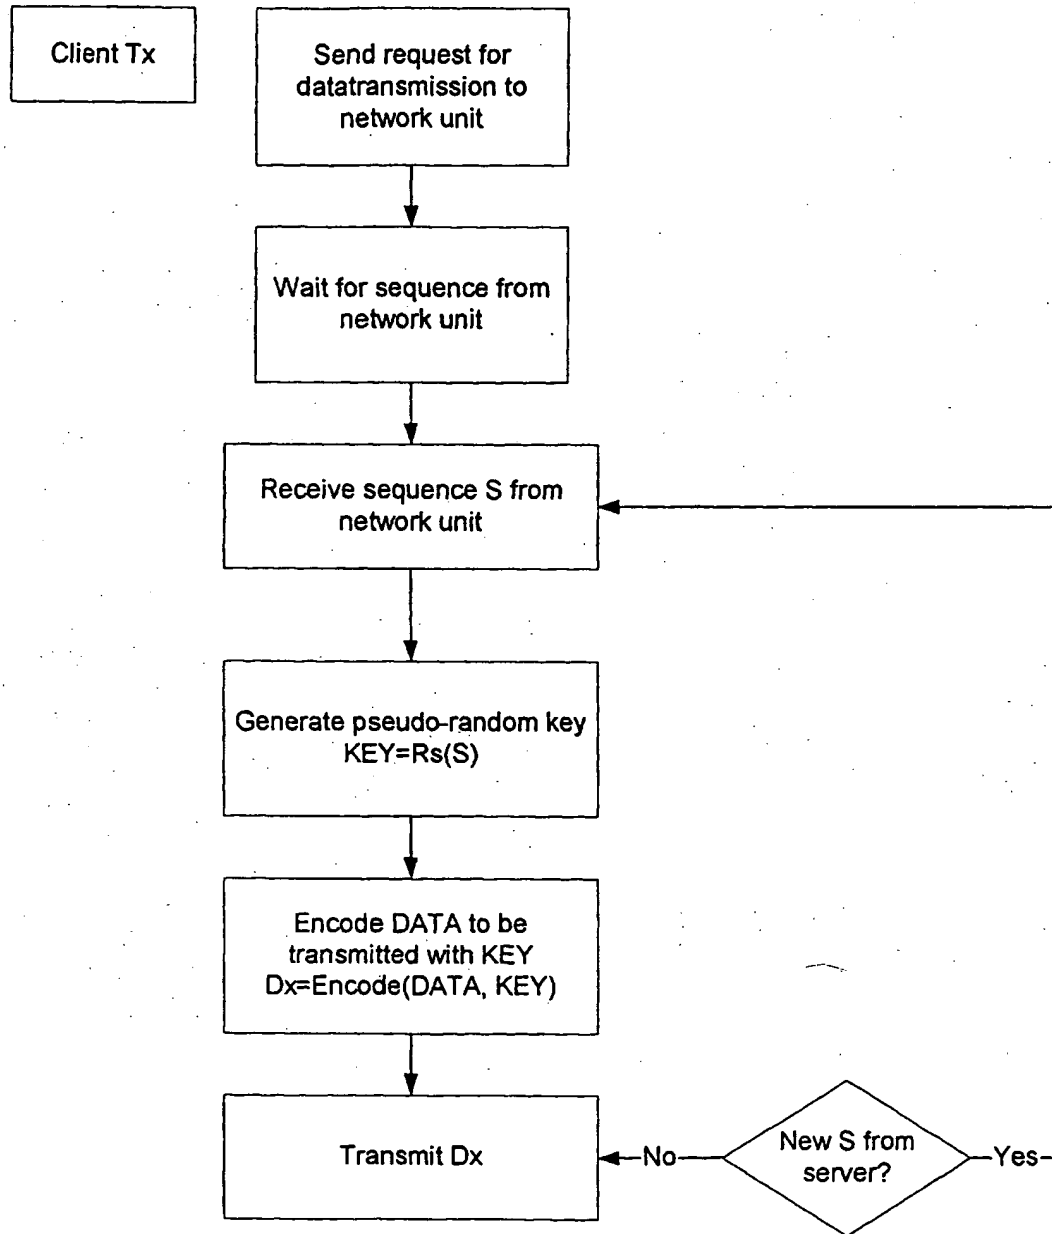 Client Tx
Send request for
datatransmission to
network unit
Wait for sequence from
network unit
Receive sequence S from
network unit
Generate pseudo-random key
KEY=Rs(S)
Encode DATA to be
transmitted with KEY
Dx=Encode(DATA, KEY)
Transmit Dx
No
New S from
server?
Yes